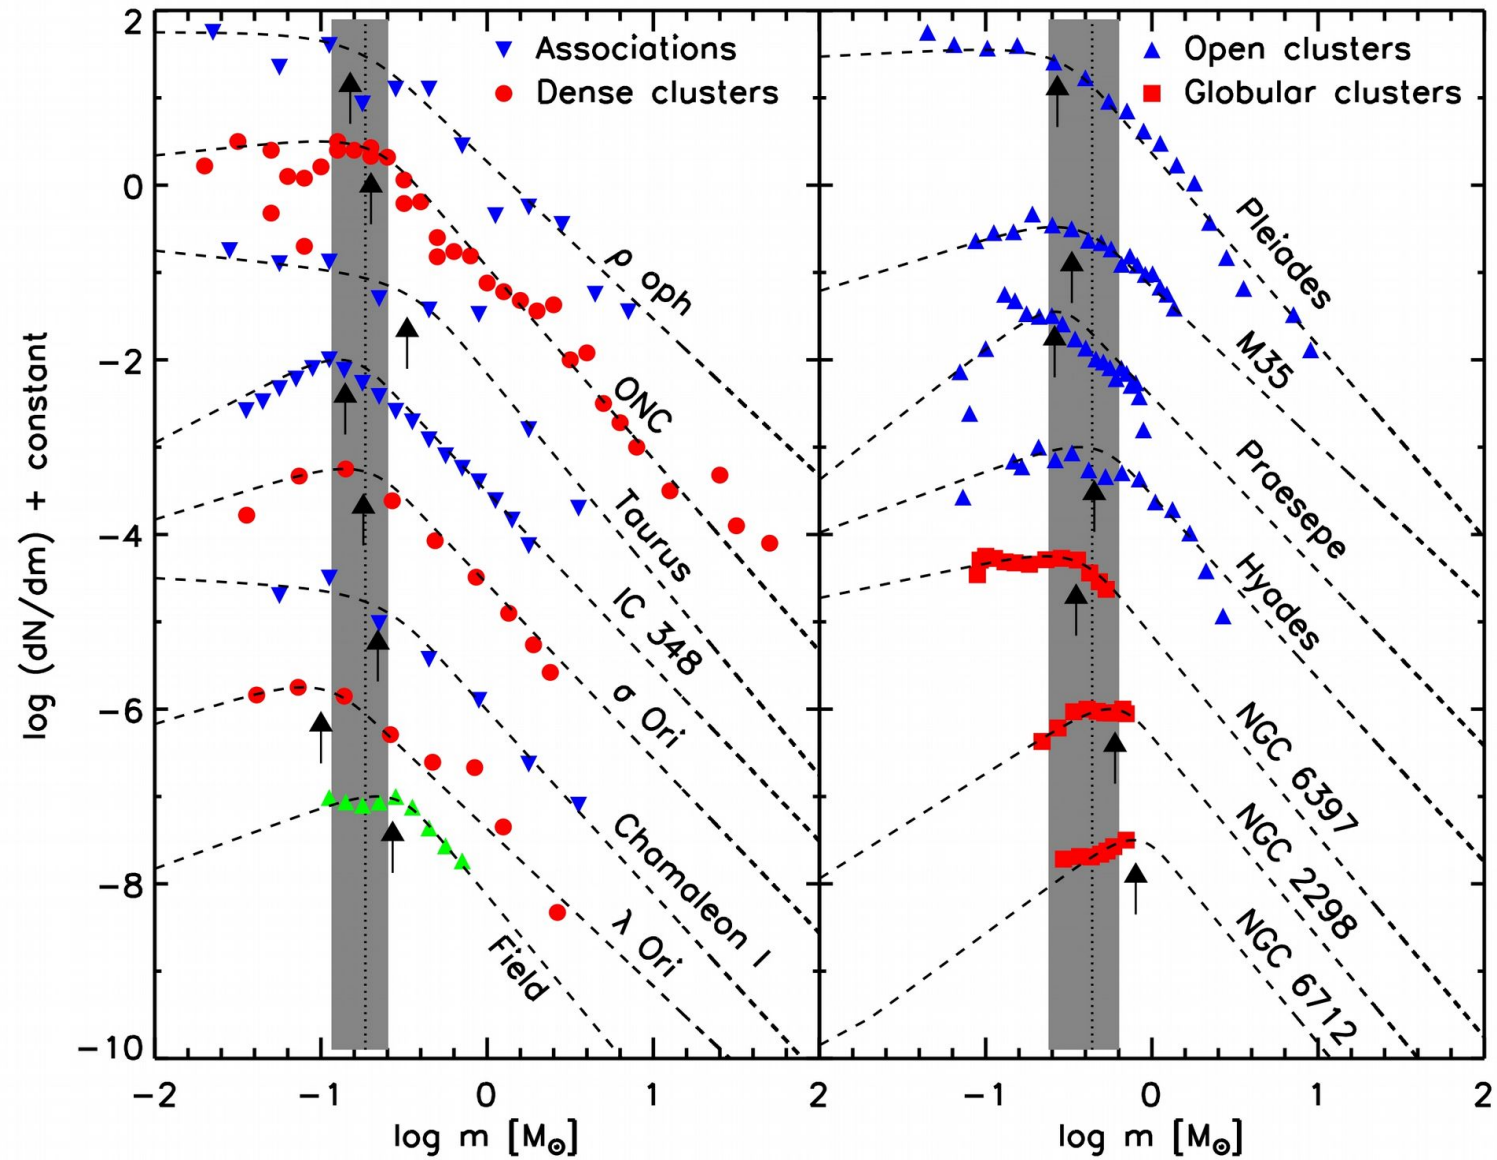 Associations
Dense clusters
Open clusters
Globular clusters
2
0
−2
−4
−6
−8
−10
log (dN/dm) + constant
ρ oph
ONC
Taurus
IC 348
σ Ori
Chamaleon I
λ Ori
Field
Pleiades
M35
Praesepe
Hyades
NGC 6397
NGC 2298
NGC 6712
−2 −1 0 1 2 −1 0 1 2
log m [M⊙] log m [M⊙]